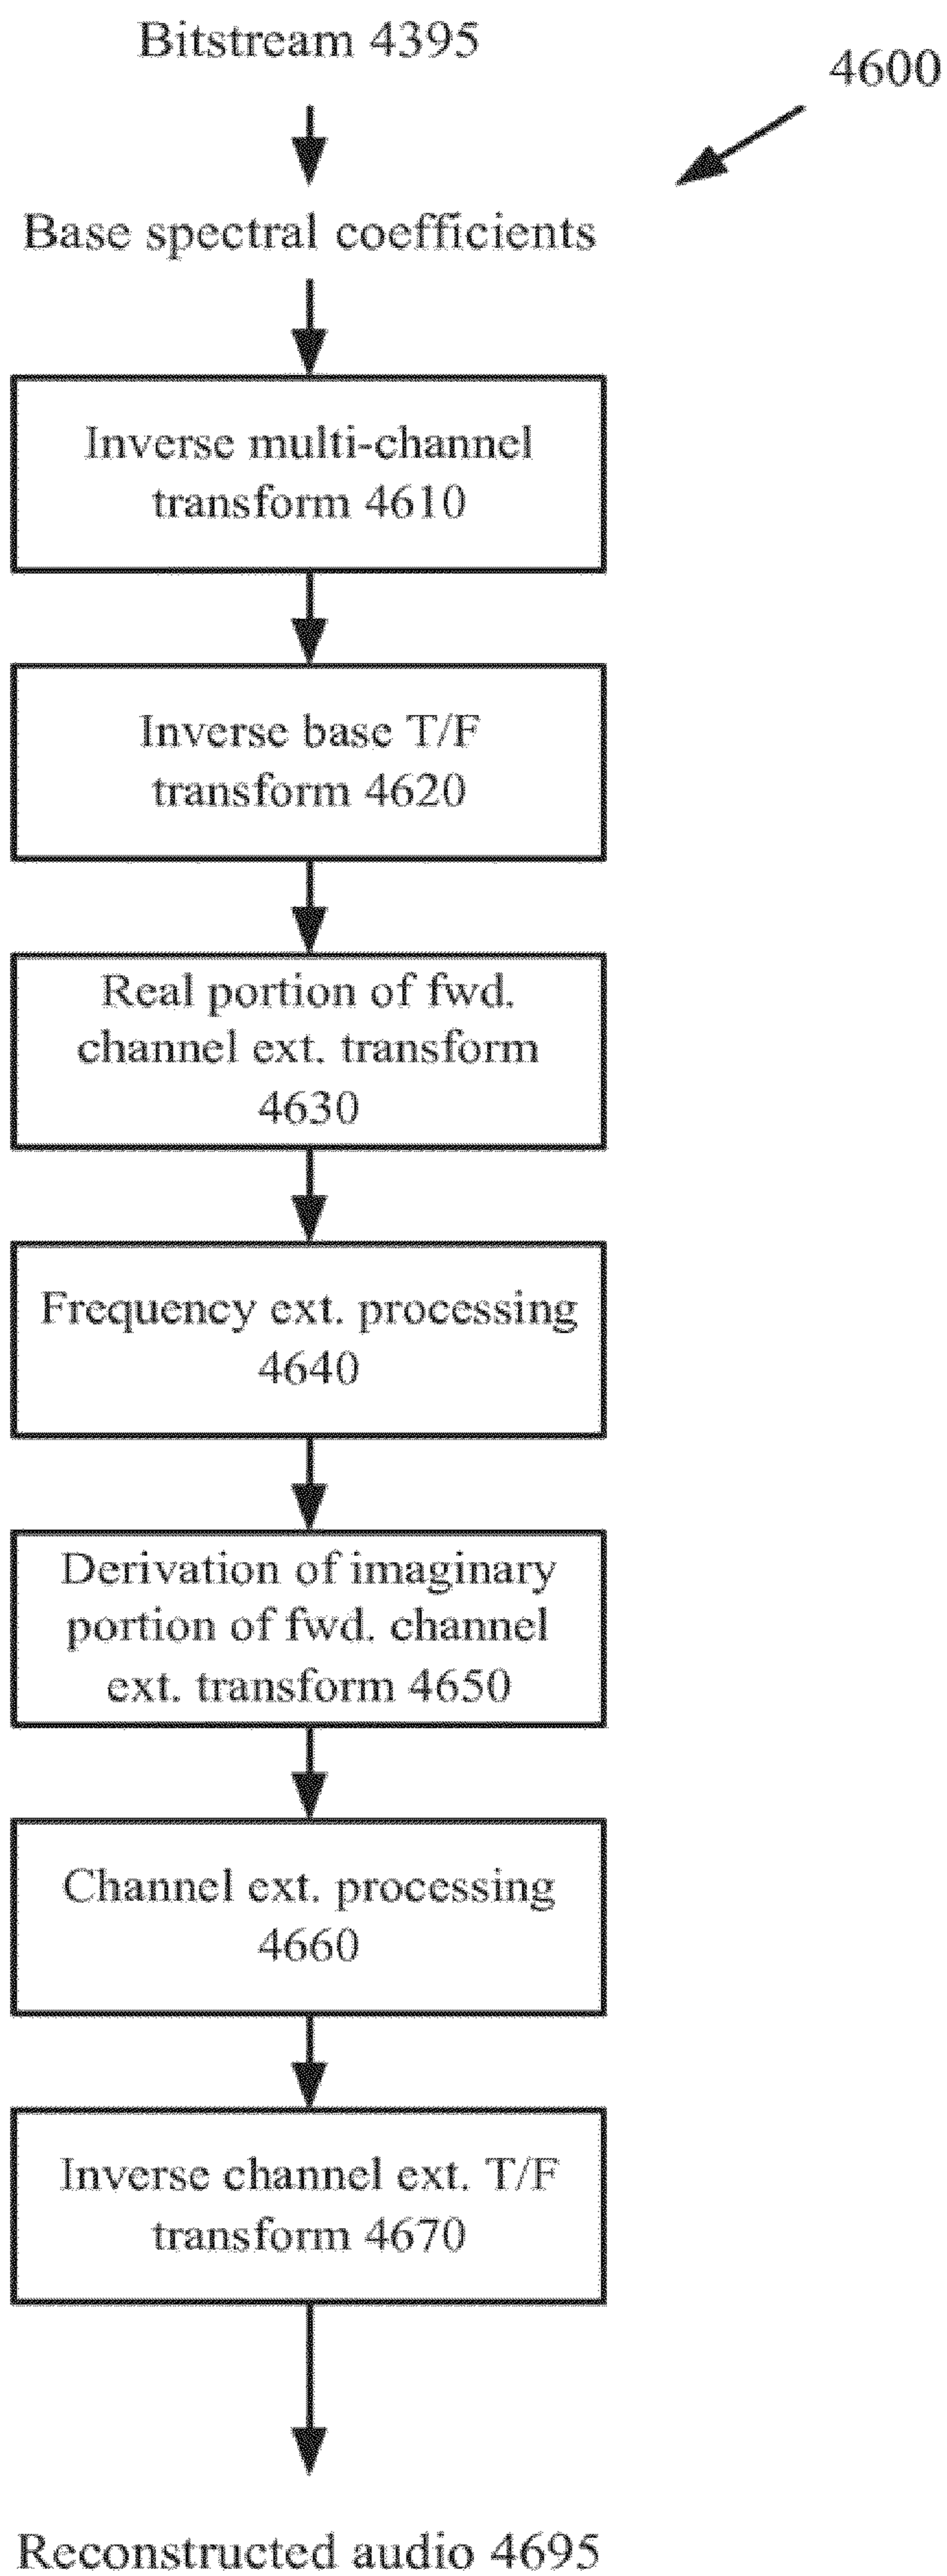 Bitstream 4395
4600
Base spectral coefficients
Inverse multi-channel
transform 4610
Inverse base T/F
transform 4620
Real portion of fwd.
channel ext. transform
4630
Frequency ext. processing
4640
Derivation of imaginary
portion of fwd. channel
ext. transform 4650
Channel ext. processing
4660
Inverse channel ext. T/F
transform 4670
Reconstructed audio 4695